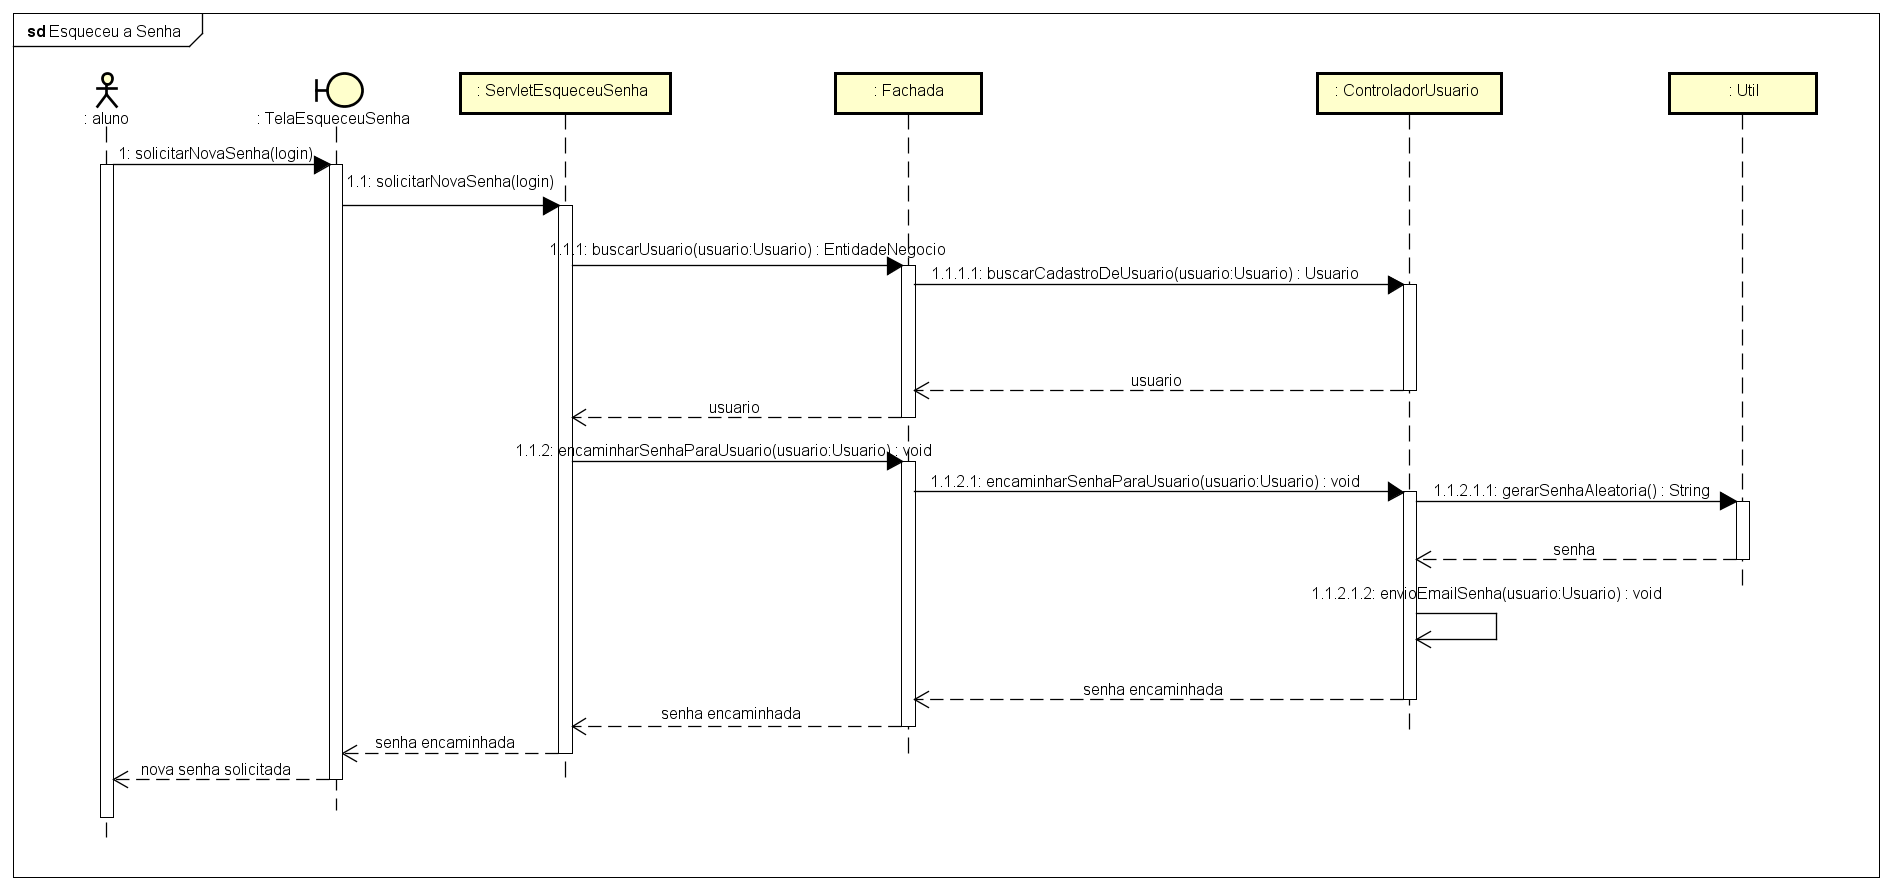 sd Esqueceu a Senha
: aluno
: TelaEsqueceuSenha
: ServletEsqueceuSenha
: Fachada
: ControladorUsuario
: Util
1: solicitarNovaSenha(login)
1.1: solicitarNovaSenha(login)
1.1.1: buscarUsuario(usuario:Usuario) : EntidadeNegocio
1.1.1.1: buscarCadastroDeUsuario(usuario:Usuario) : Usuario
usuario
usuario
1.1.2: encaminharSenhaParaUsuario(usuario:Usuario) : void
1.1.2.1: encaminharSenhaParaUsuario(usuario:Usuario) : void
1.1.2.1.1: gerarSenhaAleatoria() : String
senha
1.1.2.1.2: envioEmailSenha(usuario:Usuario) : void
senha encaminhada
senha encaminhada
senha encaminhada
nova senha solicitada